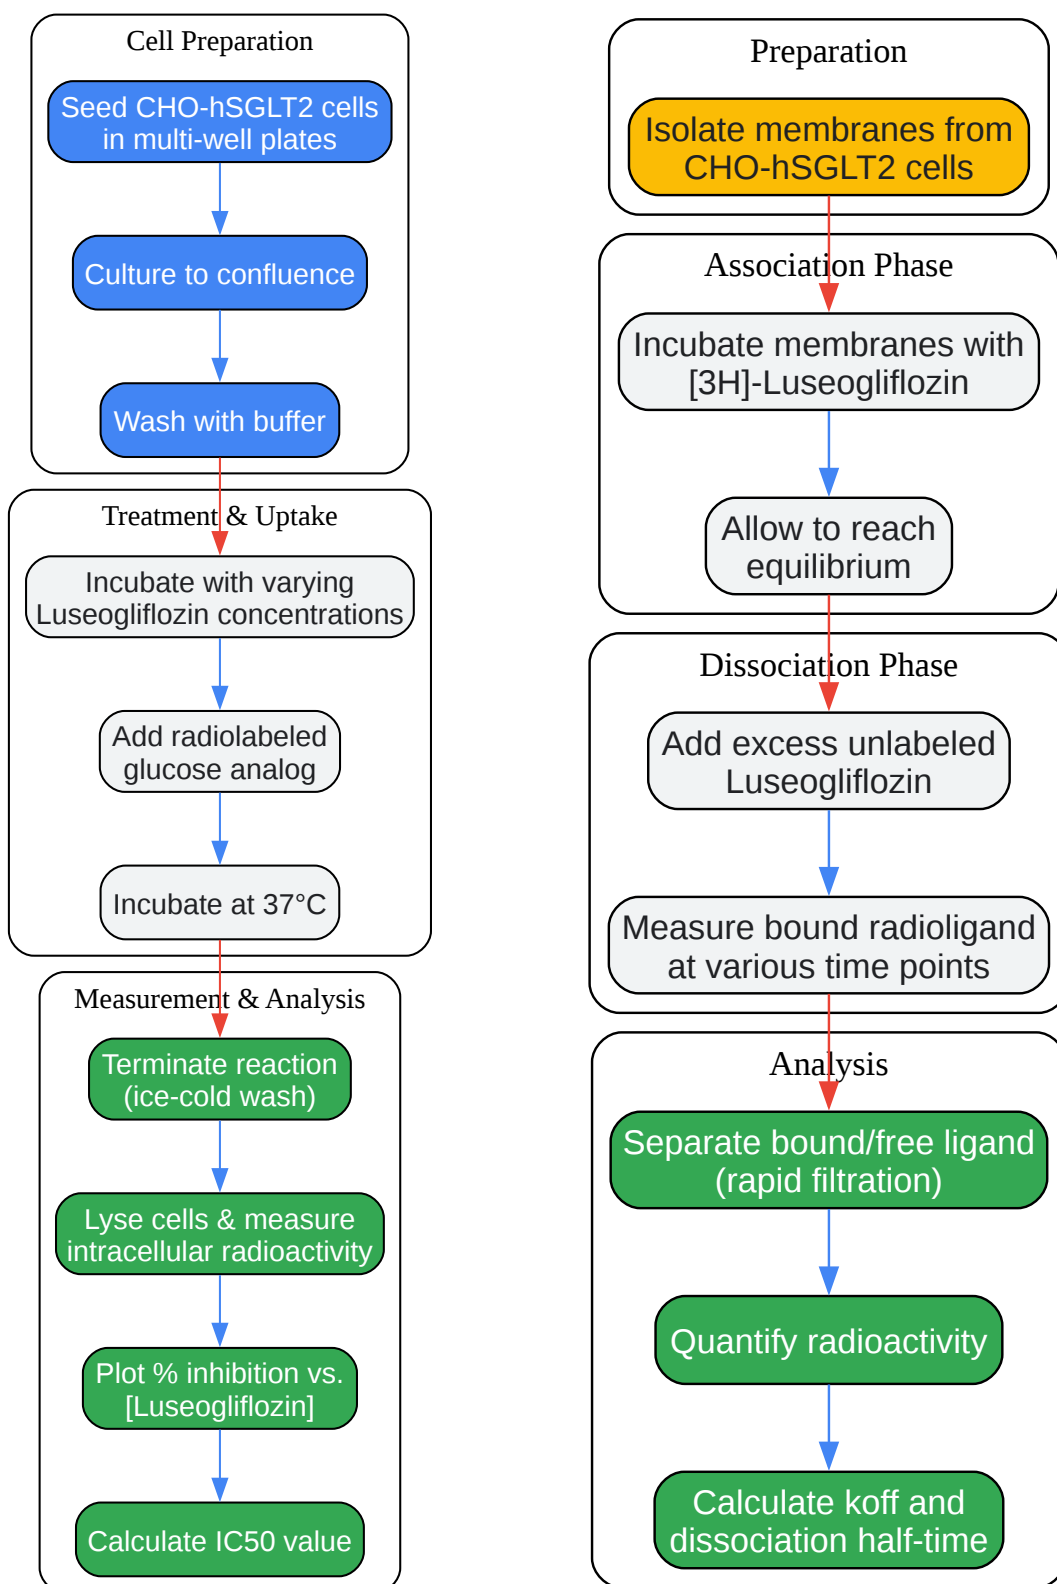 Cell Preparation
Seed CHO-hSGLT2 cells
in multi-well plates
Culture to confluence
Wash with buffer
Treatment & Uptake
Incubate with varying
Luseogliflozin concentrations
Add radiolabeled
glucose analog
Incubate at 37°C
Measurement & Analysis
Terminate reaction
(ice-cold wash)
Lyse cells & measure
intracellular radioactivity
Plot % inhibition vs.
[Luseogliflozin]
Calculate IC50 value
Preparation
Isolate membranes from
CHO-hSGLT2 cells
Association Phase
Incubate membranes with
[3H]-Luseogliflozin
Allow to reach
equilibrium
Dissociation Phase
Add excess unlabeled
Luseogliflozin
Measure bound radioligand
at various time points
Analysis
Separate bound/free ligand
(rapid filtration)
Quantify radioactivity
Calculate koff and
dissociation half-time